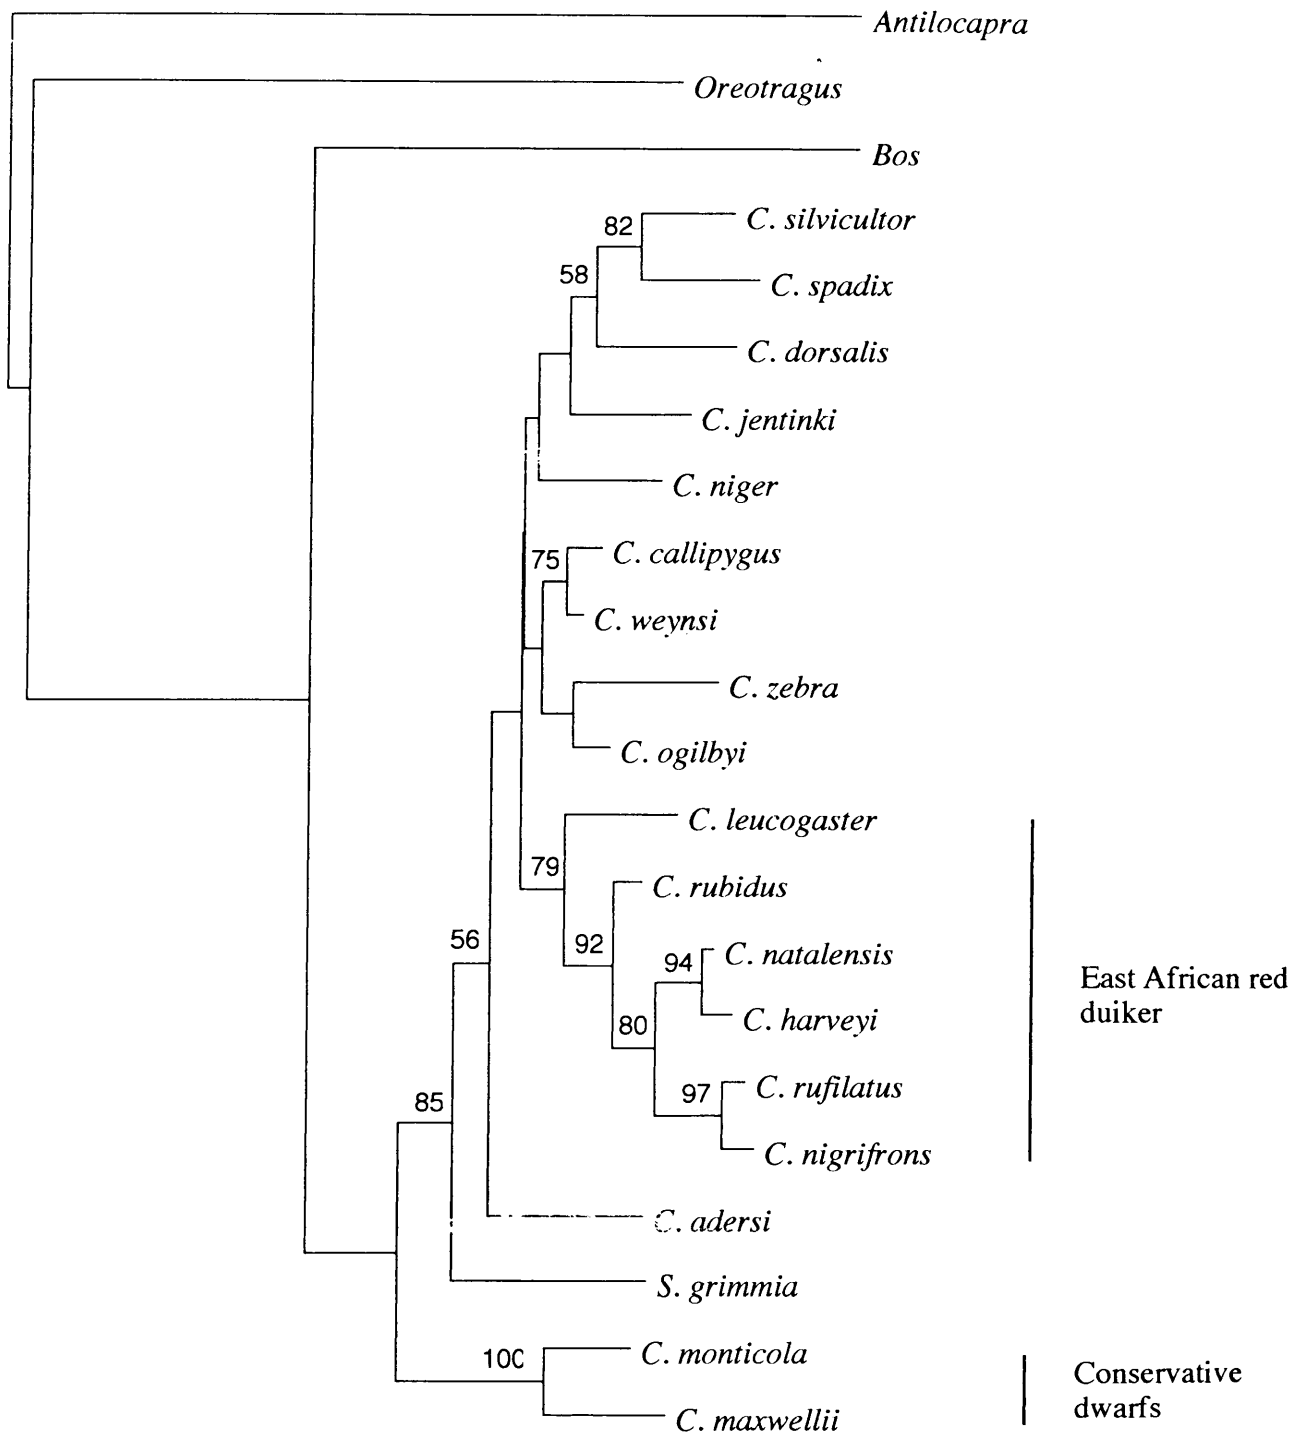 Antilocapra
Oreotragus
Bos
82
C. silvicultor
58
C. spadix
C. dorsalis
C. jentinki
C. niger
75
C. callipygus
C. weynsi
C. zebra
C. ogilbyi
C. leucogaster
79
C. rubidus
56
92
94
C. natalensis
East African red
duiker
80
C. harveyi
97
C. rufilatus
85
C. nigrifrons
C. adersi
S. grimmia
100
C. monticola
Conservative
dwarfs
C. maxwellii